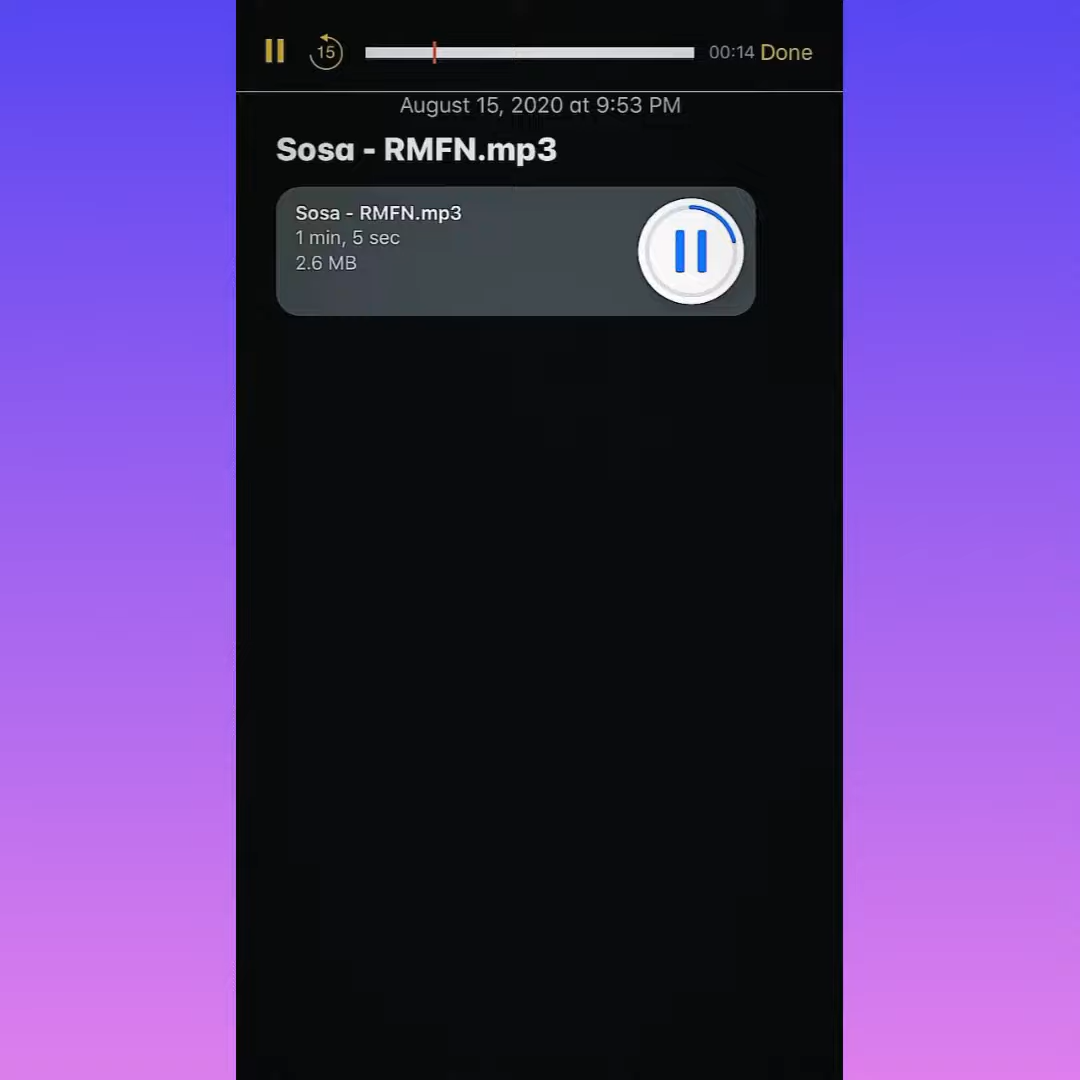 15 00:14 Done
August 15, 2020 at 9:53 PM
Sosa - RMFN.mp3
Sosa - RMFN.mp3
1 min, 5 sec
2.6 MB